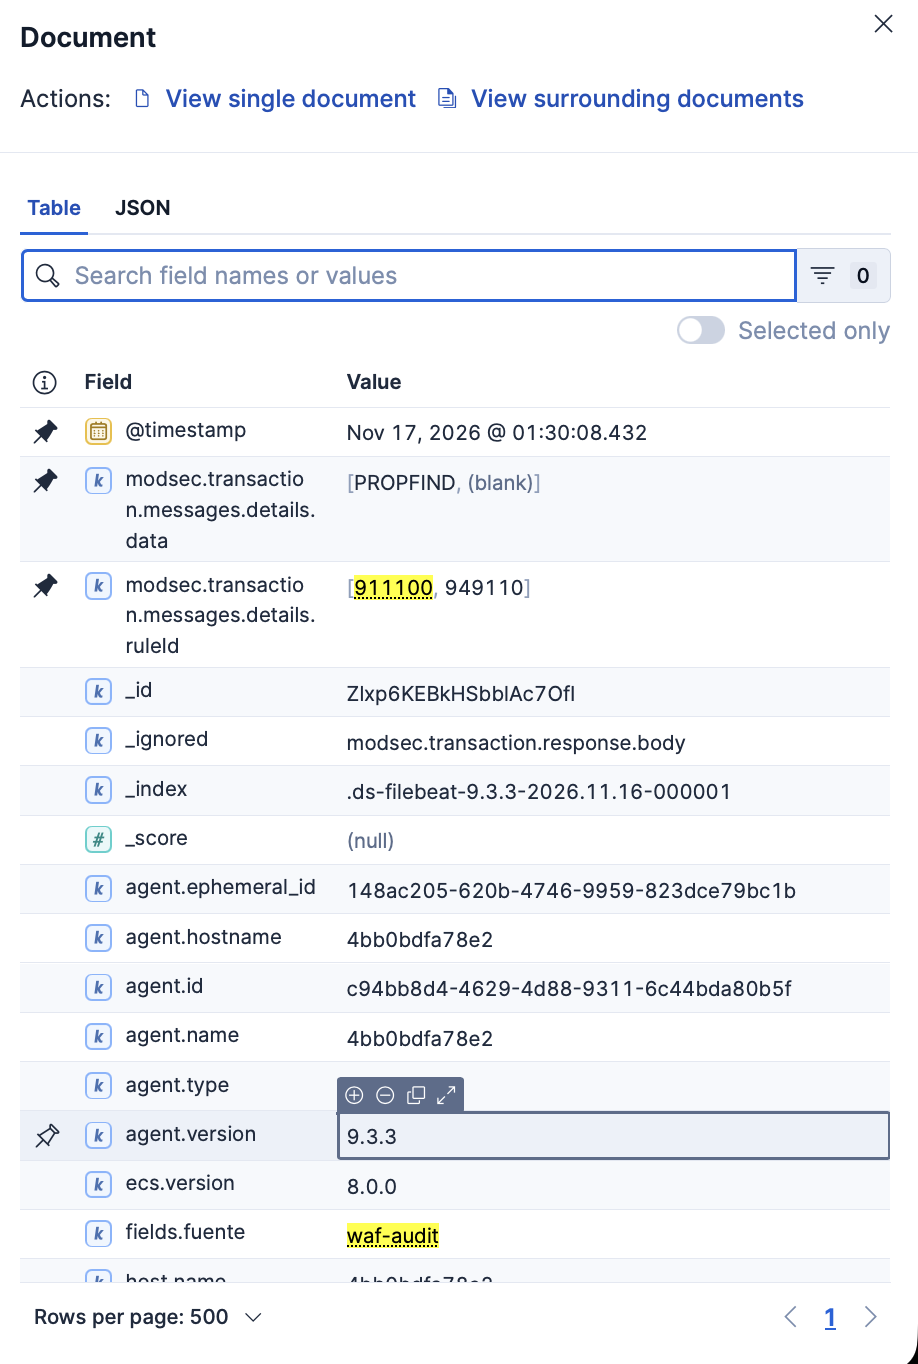 Document
Actions: View single document View surrounding documents
Table JSON
Search field names or values 0
Selected only
Field Value
@timestamp Nov 17, 2026 @ 01:30:08.432
modsec.transactio [PROPFIND, (blank)]
n.messages.details.
data
modsec.transactio [911100, 949110]
n.messages.details.
ruleId
_id ZIxp6KEBkHSbbIAc7OfI
_ignored modsec.transaction.response.body
_index .ds-filebeat-9.3.3-2026.11.16-000001
_score (null)
agent.ephemeral_id 148ac205-620b-4746-9959-823dce79bc1b
agent.hostname 4bb0bdfa78e2
agent.id c94bb8d4-4629-4d88-9311-6c44bda80b5f
agent.name 4bb0bdfa78e2
agent.type
agent.version 9.3.3
ecs.version 8.0.0
fields.fuente waf-audit
host.name 4bb0bdfa78e2
Rows per page: 500 1